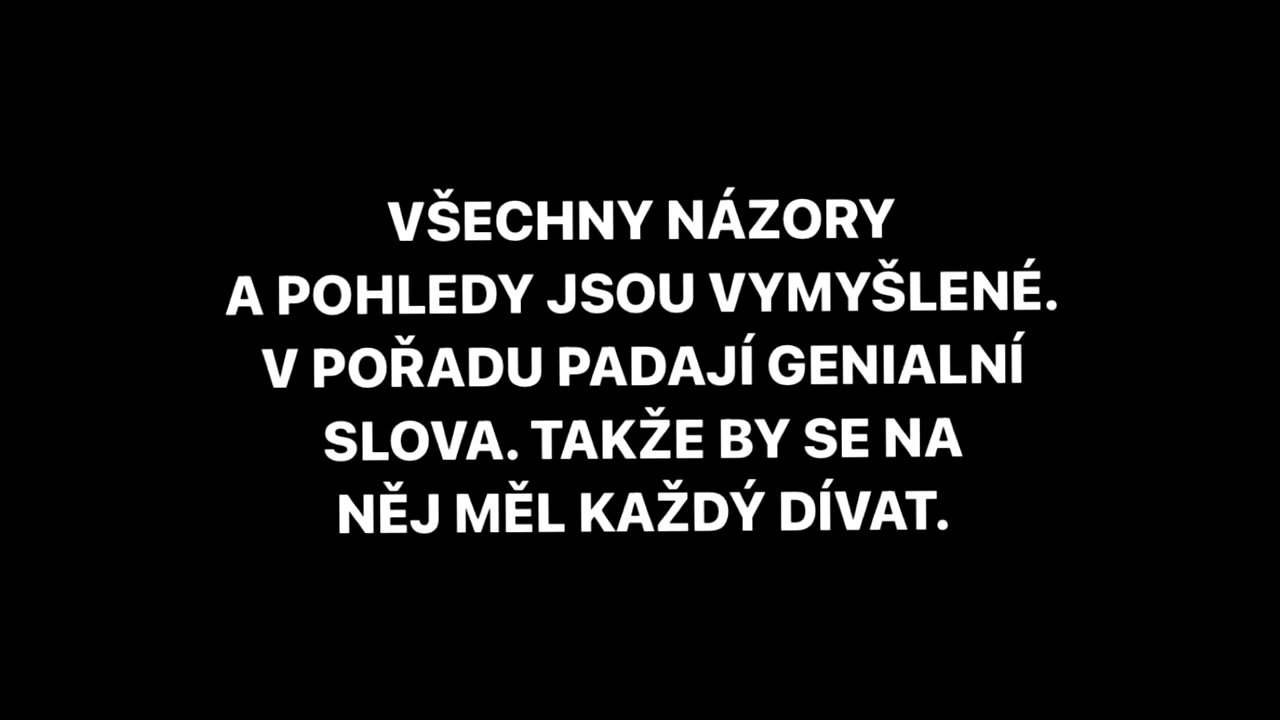 VŠECHNY NÁZORY
A POHLEDY JSOU VYMYŠLENÉ.
V POŘADU PADAJÍ GENIALNÍ
SLOVA. TAKŽE BY SE NA
NĚJ MĚL KAŽDÝ DÍVAT.